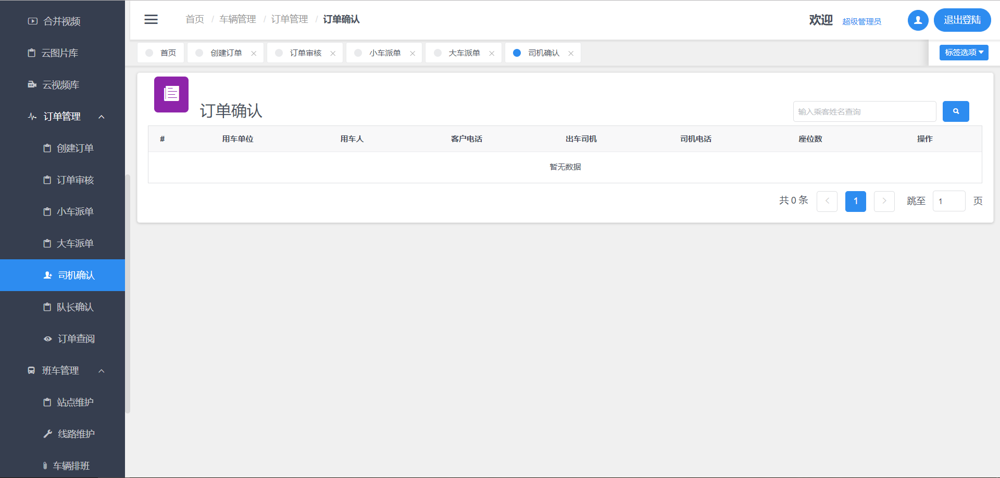 合并视频
云图片库
云视频库
订单管理
创建订单
订单审核
小车派单
大车派单
司机确认
队长确认
订单查阅
班车管理
站点维护
线路维护
车辆排班
首页 / 车辆管理 / 订单管理 / 订单确认
欢迎 超级管理员 退出登陆
首页 创建订单 订单审核 小车派单 大车派单 司机确认 标签选项
订单确认
输入乘客姓名查询
# 用车单位 用车人 客户电话 出车司机 司机电话 座位数 操作
暂无数据
共 0 条 1 跳至 1 页